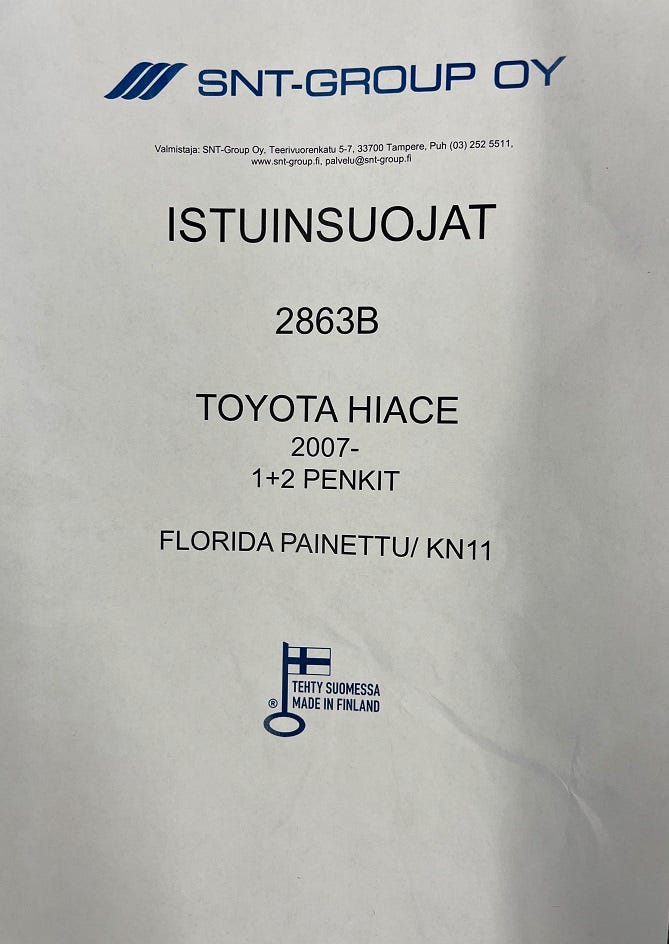 SNT-GROUP OY
Valmistaja: SNT-Group Oy, Teerivuorenkatu 5-7, 33700 Tampere, Puh (03) 252 5511,
www.snt-group.fi, palvelu@snt-group.fi
ISTUINSUOJAT
2863B
TOYOTA HIACE
2007-
1+2 PENKIT
FLORIDA PAINETTU/ KN11
TEHTY SUOMESSA
® MADE IN FINLAND